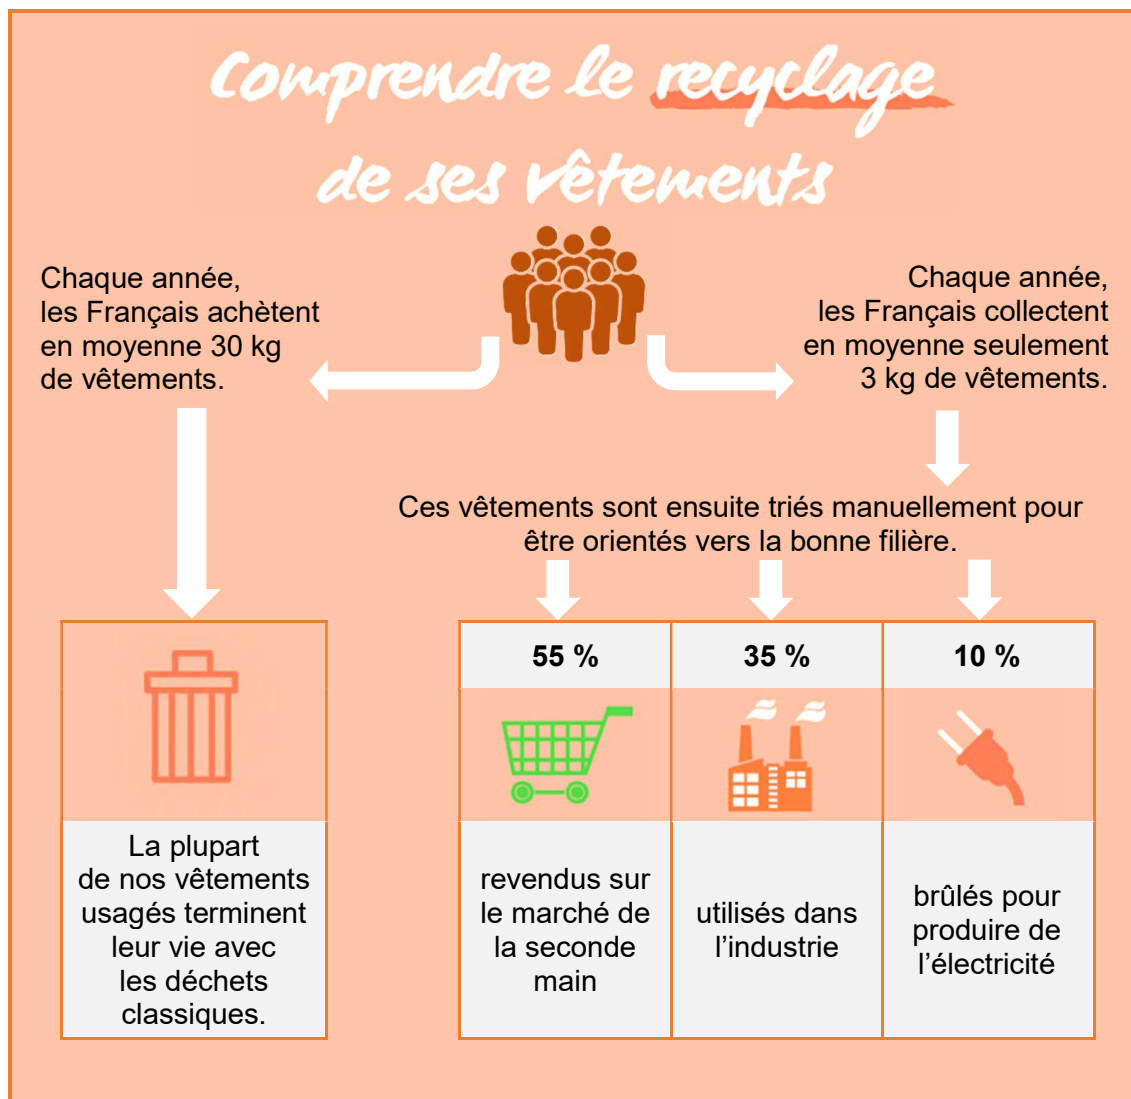 Comprendre le recyclage
de ses vêtements
Chaque année,
les Français achètent
en moyenne 30 kg
de vêtements.
Chaque année,
les Français collectent
en moyenne seulement
3 kg de vêtements.
Ces vêtements sont ensuite triés manuellement pour
être orientés vers la bonne filière.
La plupart
de nos vêtements
usagés terminent
leur vie avec
les déchets
classiques.
55 %
revendus sur
le marché de
la seconde
main
35 %
utilisés dans
l’industrie
10 %
brûlés pour
produire de
l’électricité